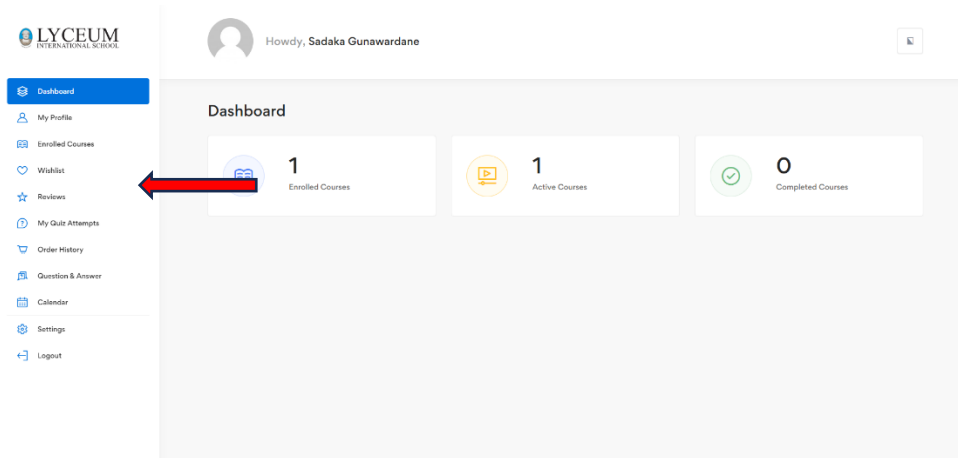 LYCEUM
INTERNATIONAL SCHOOL
Howdy, Sadaka Gunawardane
Dashboard
My Profile
Enrolled Courses
Wishlist
Reviews
My Quiz Attempts
Order History
Question & Answer
Calendar
Settings
Logout
Dashboard
1
Enrolled Courses
1
Active Courses
0
Completed Courses